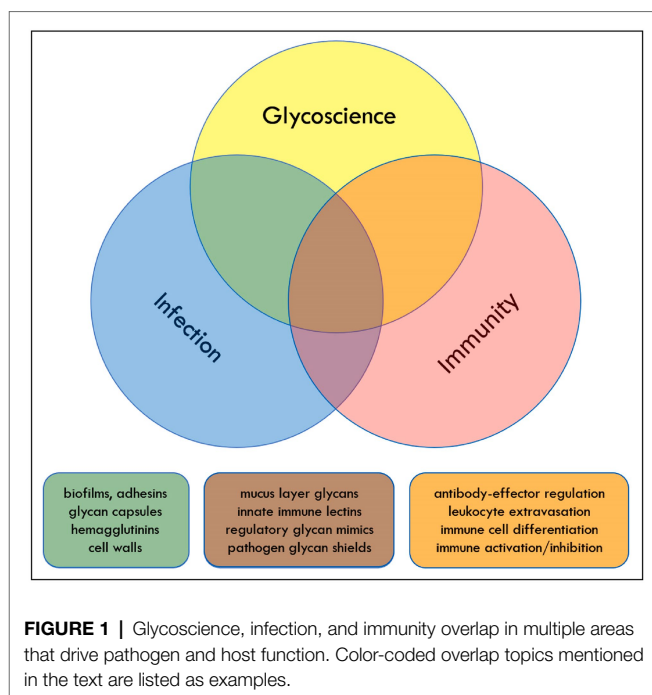 Glycoscience
Infection
Immunity
biofilms, adhesins
glycan capsules
hemagglutinins
cell walls
mucus layer glycans
innate immune lectins
regulatory glycan mimics
pathogen glycan shields
antibody-effector regulation
leukocyte extravasation
immune cell differentiation
immune activation/inhibition
FIGURE 1 | Glycoscience, infection, and immunity overlap in multiple areas
that drive pathogen and host function. Color-coded overlap topics mentioned
in the text are listed as examples.